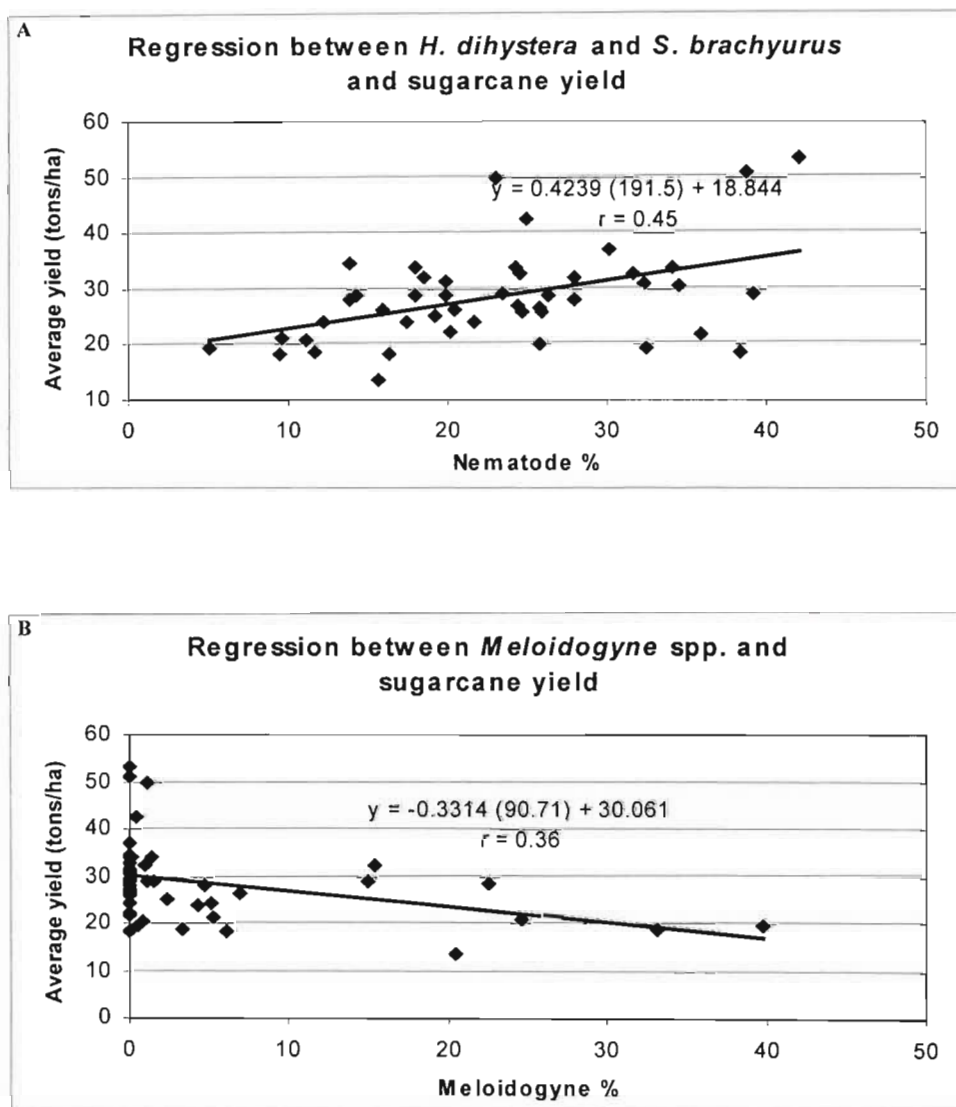 A
Regression between H. dihystera and S. brachyurus
and sugarcane yield
60
50
40
30
20
10
Average yield (tons/ha)
y = 0.4239 (191.5) + 18.844
r = 0.45
0 10 20 30 40 50
Nematode %
B
Regression between Meloidogyne spp. and
sugarcane yield
60
50
40
30
20
10
0
Average yield (tons/ha)
y = -0.3314 (90.71) + 30.061
r = 0.36
0 10 20 30 40 50
Meloidogyne %